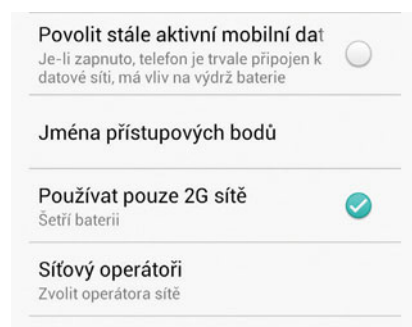 Povolit stále aktivní mobilní dat
Je-li zapnuto, telefon je trvale připojen k
datové síti, má vliv na výdrž baterie
Jména přístupových bodů
Používat pouze 2G sítě
Šetří baterii
Síťový operátoři
Zvolit operátora sítě